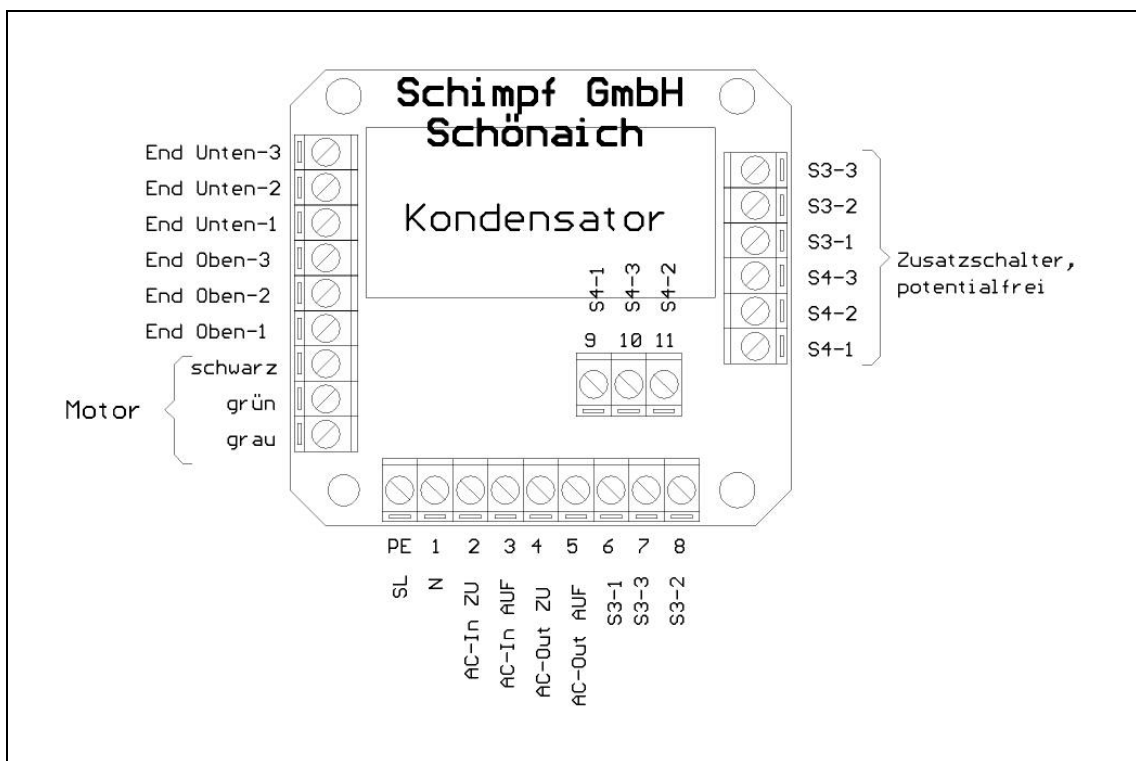 Schimpf GmbH
Schönaich
Kondensator
End Unten-3
End Unten-2
End Unten-1
End Oben-3
End Oben-2
End Oben-1
schwarz
grün
grau
Motor
S3-3
S3-2
S3-1
S4-3
S4-2
S4-1
Zusatzschalter,
potentialfrei
S4-1 S4-3 S4-2
9 10 11
PE 1 2 3 4 5 6 7 8
SL
N
AC-In ZU
AC-In AUF
AC-Out ZU
AC-Out AUF
S3-1
S3-3
S3-2